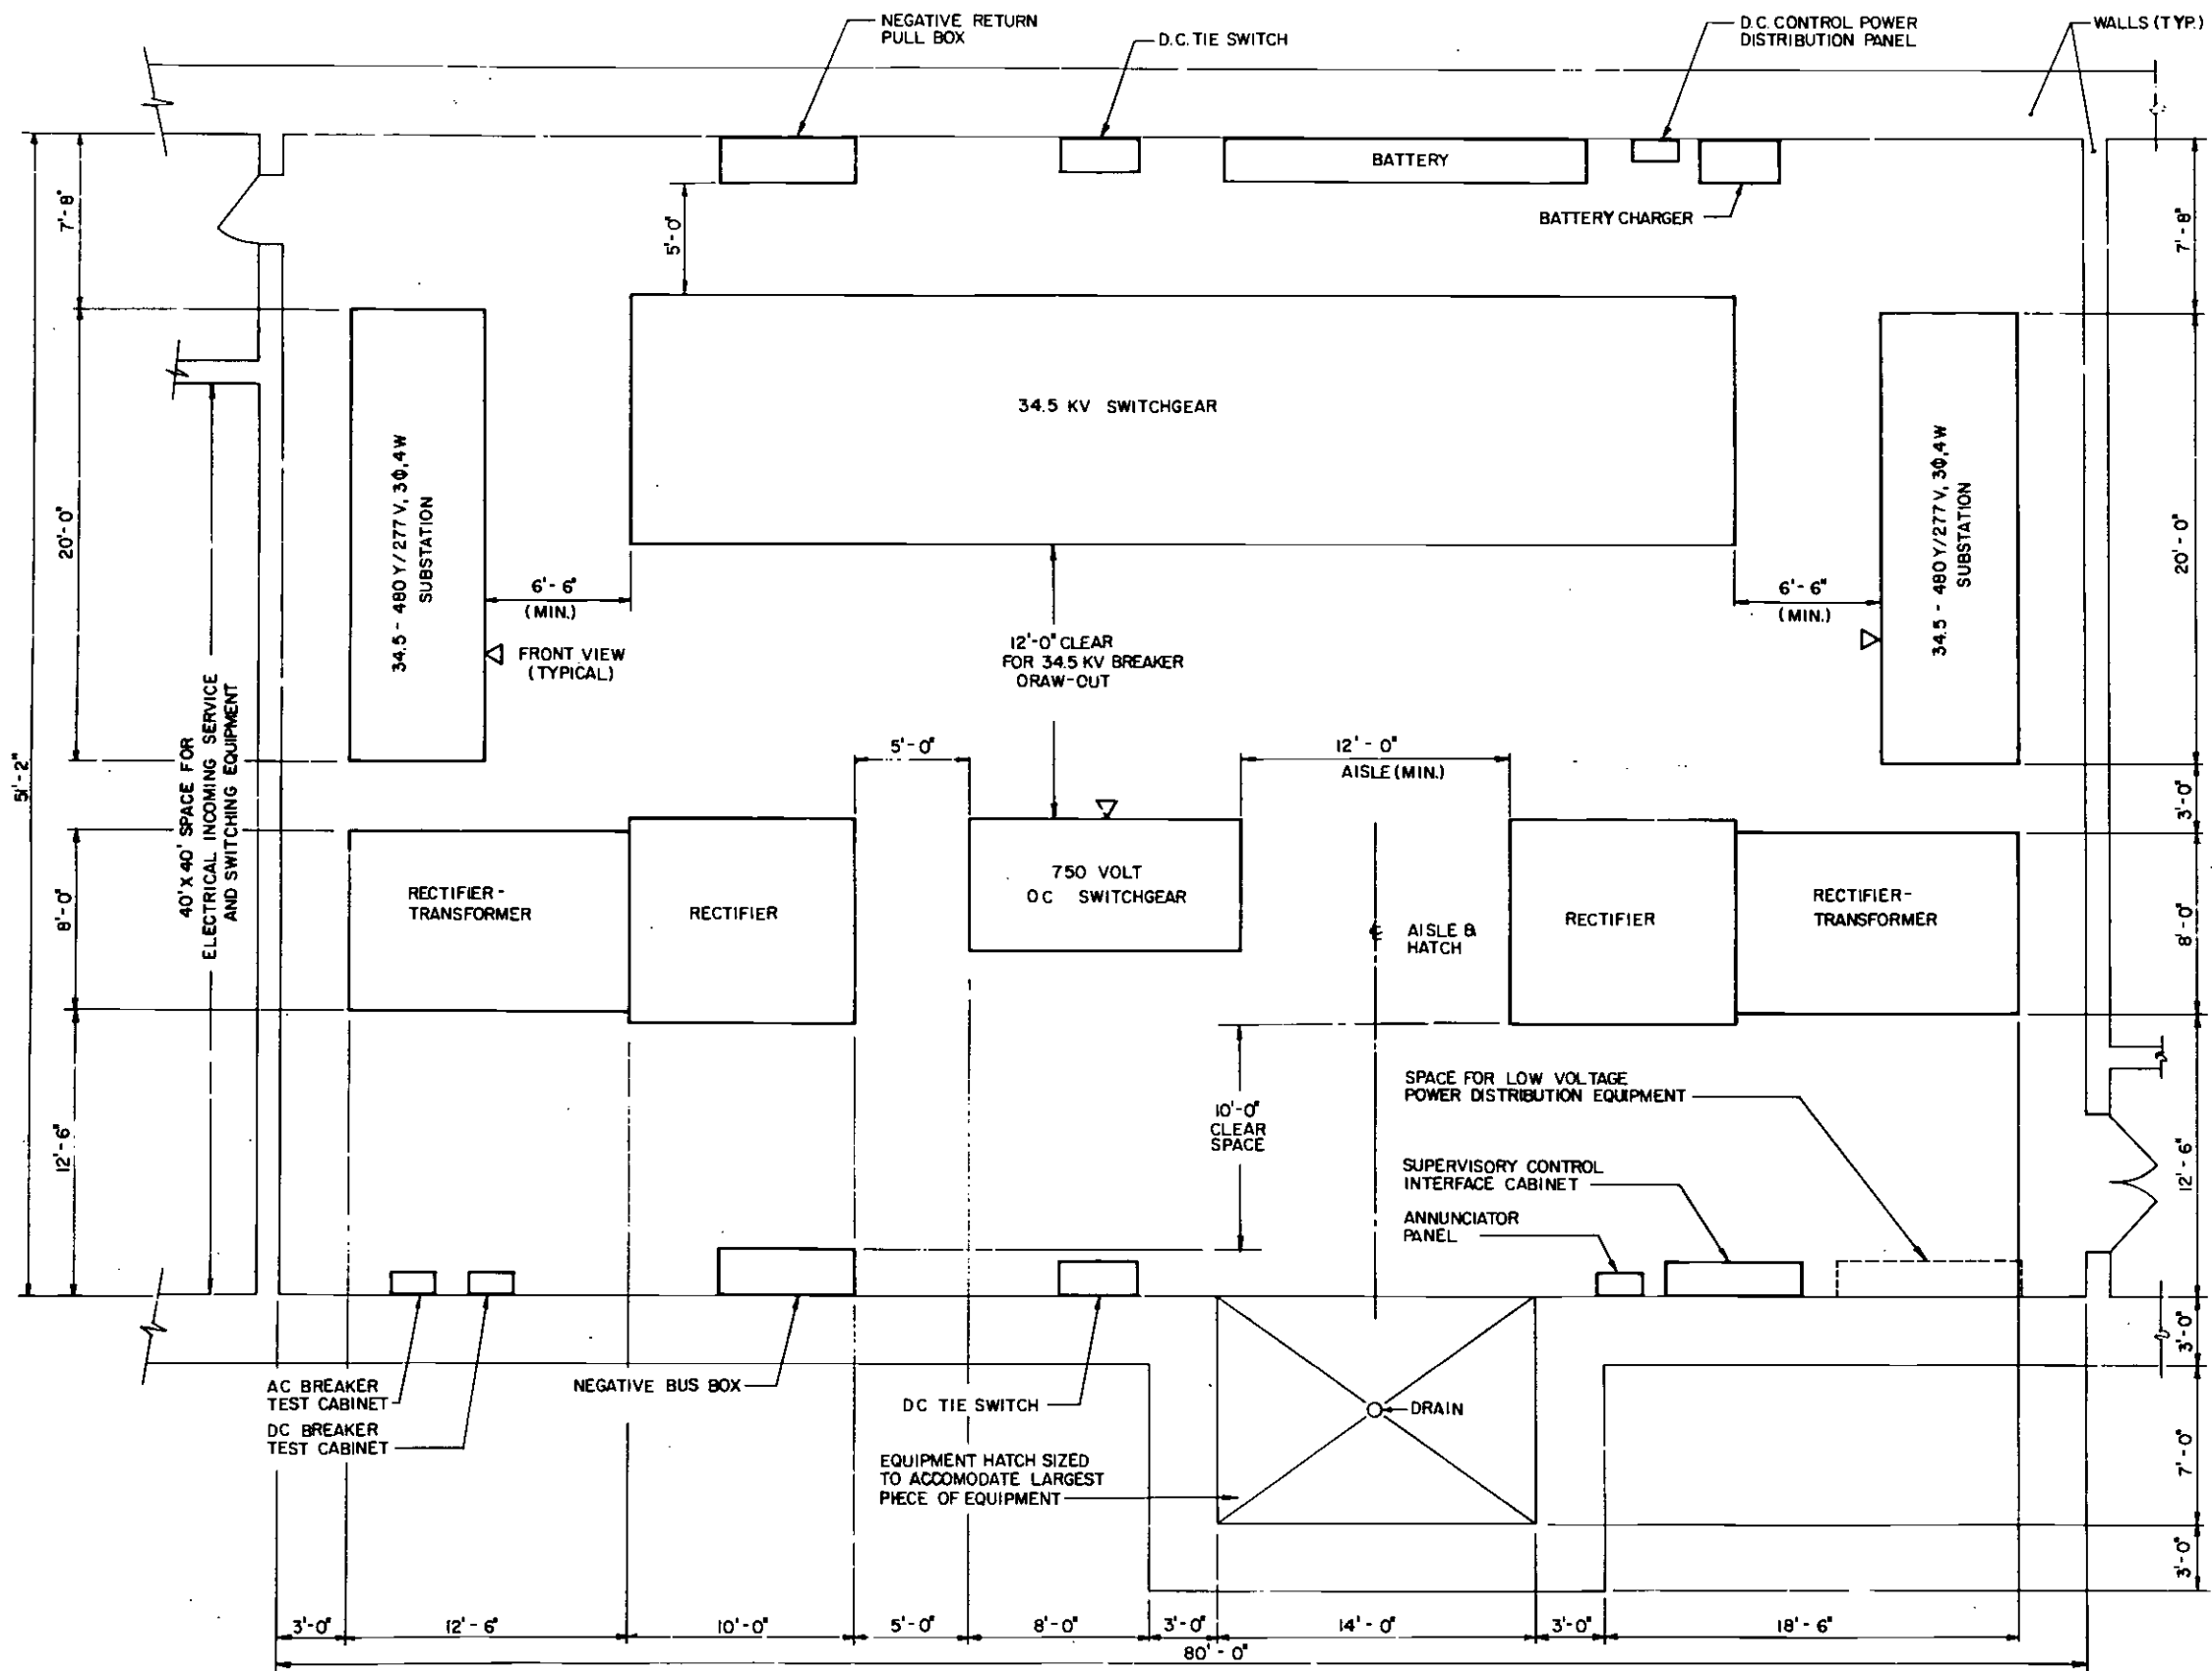 NEGATIVE RETURN
PULL BOX
D.C. TIE SWITCH
D.C. CONTROL POWER
DISTRIBUTION PANEL
WALLS (TYP.)
BATTERY
BATTERY CHARGER
7'-8"
5'-0"
7'-8"
34.5 KV SWITCHGEAR
34.5 - 480 Y/277 V, 3Φ, 4W
SUBSTATION
34.5 - 480 Y/277 V, 3Φ, 4W
SUBSTATION
20'-0"
20'-0"
6'-6"
(MIN.)
6'-6"
(MIN.)
FRONT VIEW
(TYPICAL)
12'-0" CLEAR
FOR 34.5 KV BREAKER
DRAW-OUT
51'-2"
40' X 40' SPACE FOR
ELECTRICAL INCOMING SERVICE
AND SWITCHING EQUIPMENT
5'-0"
12'-0"
AISLE (MIN.)
3'-0"
8'-0"
RECTIFIER-
TRANSFORMER
RECTIFIER
750 VOLT
DC SWITCHGEAR
AISLE &
HATCH
RECTIFIER
RECTIFIER-
TRANSFORMER
8'-0"
12'-6"
10'-0"
CLEAR
SPACE
SPACE FOR LOW VOLTAGE
POWER DISTRIBUTION EQUIPMENT
SUPERVISORY CONTROL
INTERFACE CABINET
ANNUNCIATOR
PANEL
12'-6"
3'-0"
AC BREAKER
TEST CABINET
DC BREAKER
TEST CABINET
NEGATIVE BUS BOX
DC TIE SWITCH
DRAIN
EQUIPMENT HATCH SIZED
TO ACCOMODATE LARGEST
PIECE OF EQUIPMENT
7'-0"
3'-0"
3'-0"
12'-6"
10'-0"
5'-0"
8'-0"
3'-0"
14'-0"
3'-0"
18'-6"
80'-0"